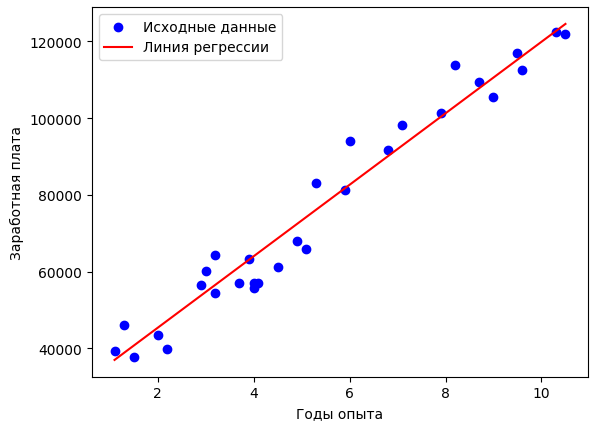 Исходные данные
Линия регрессии
Заработная плата
120000
100000
80000
60000
40000
2 4 6 8 10
Годы опыта